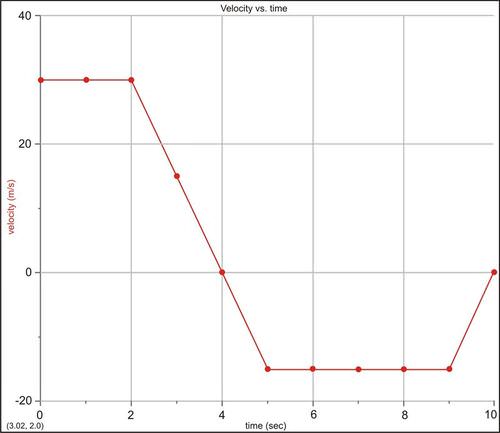 Velocity vs. time
40
20
0
-20
velocity (m/s)
0 2 4 6 8 10
(3.02, 2.0)
time (sec)